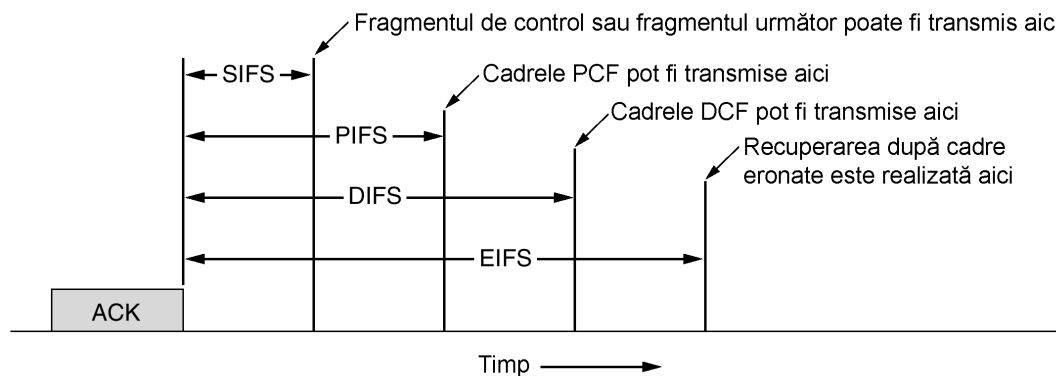 Fragmentul de control sau fragmentul următor poate fi transmis aic
SIFS
Cadrele PCF pot fi transmise aici
PIFS
Cadrele DCF pot fi transmise aici
DIFS
Recuperarea după cadre
eronate este realizată aici
EIFS
ACK
Timp